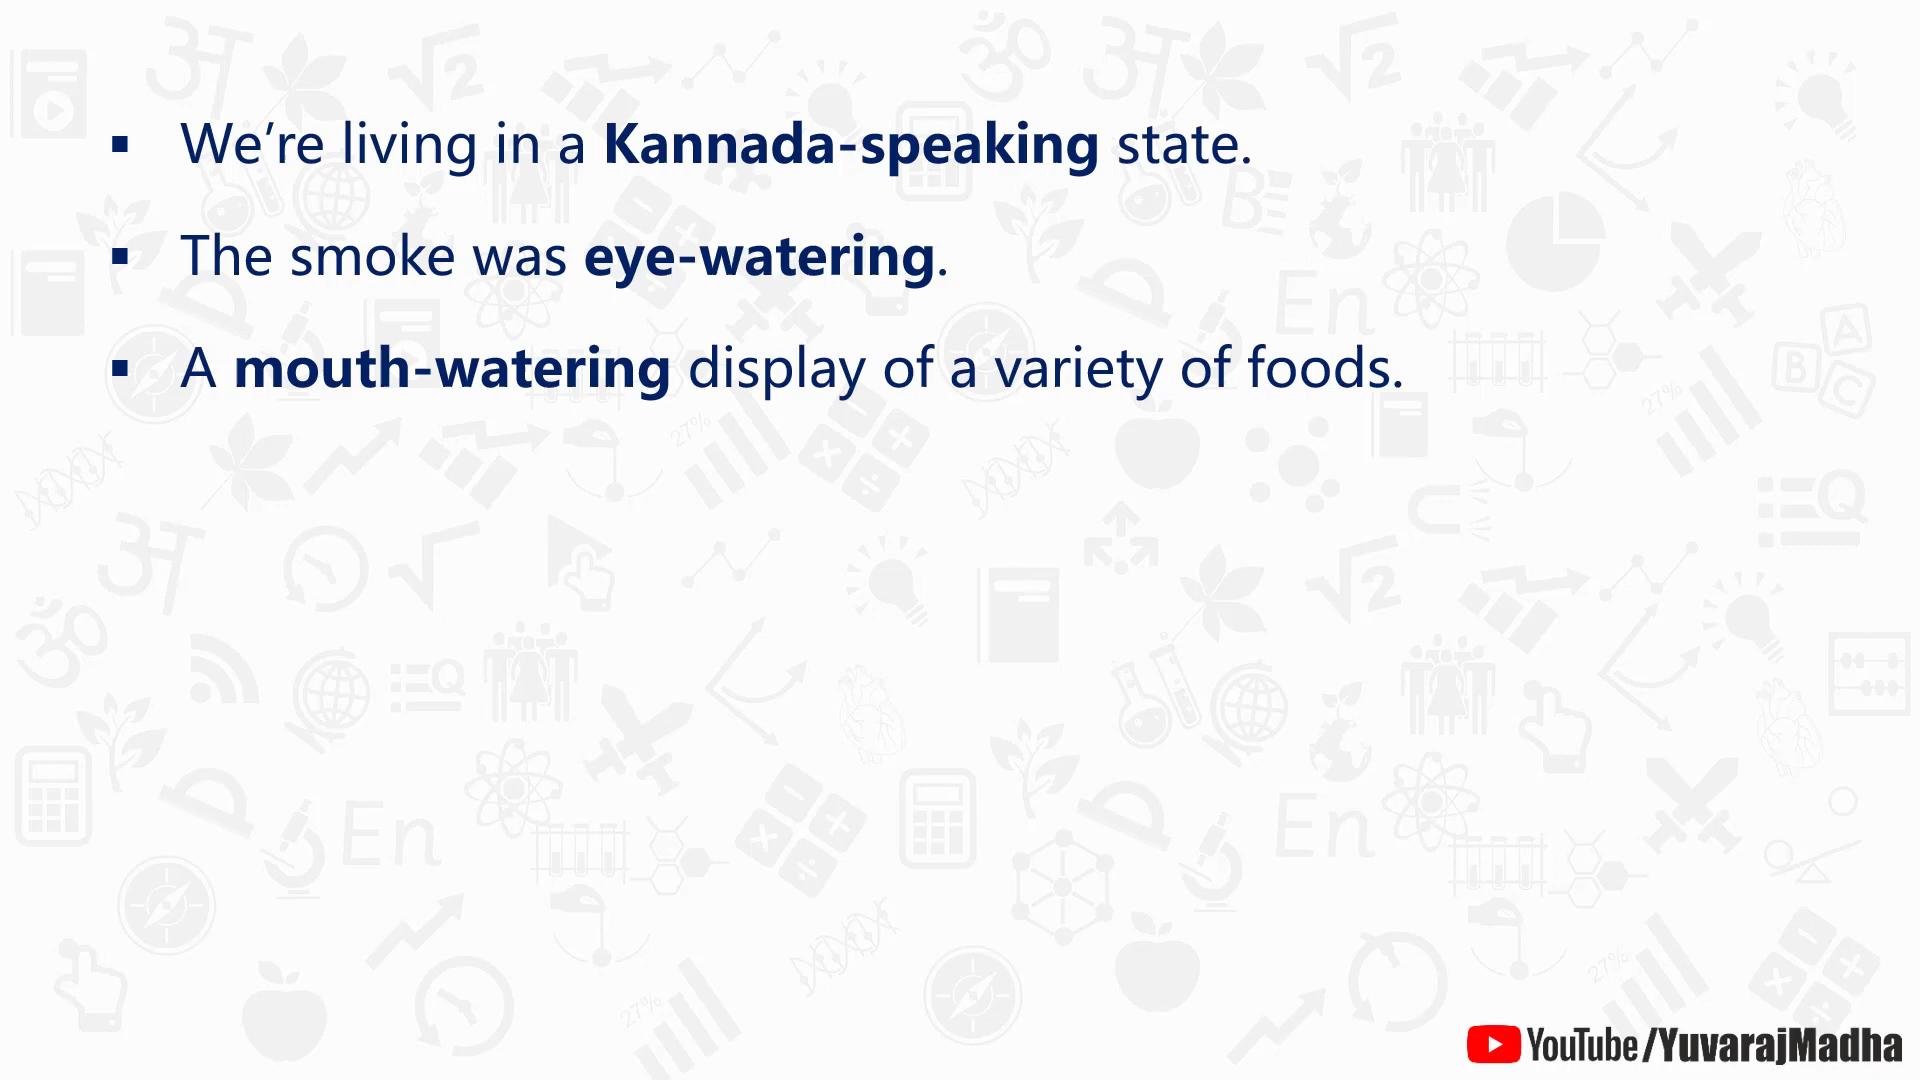 ▪ We’re living in a Kannada-speaking state.
▪ The smoke was eye-watering.
▪ A mouth-watering display of a variety of foods.
YouTube/YuvarajMadha